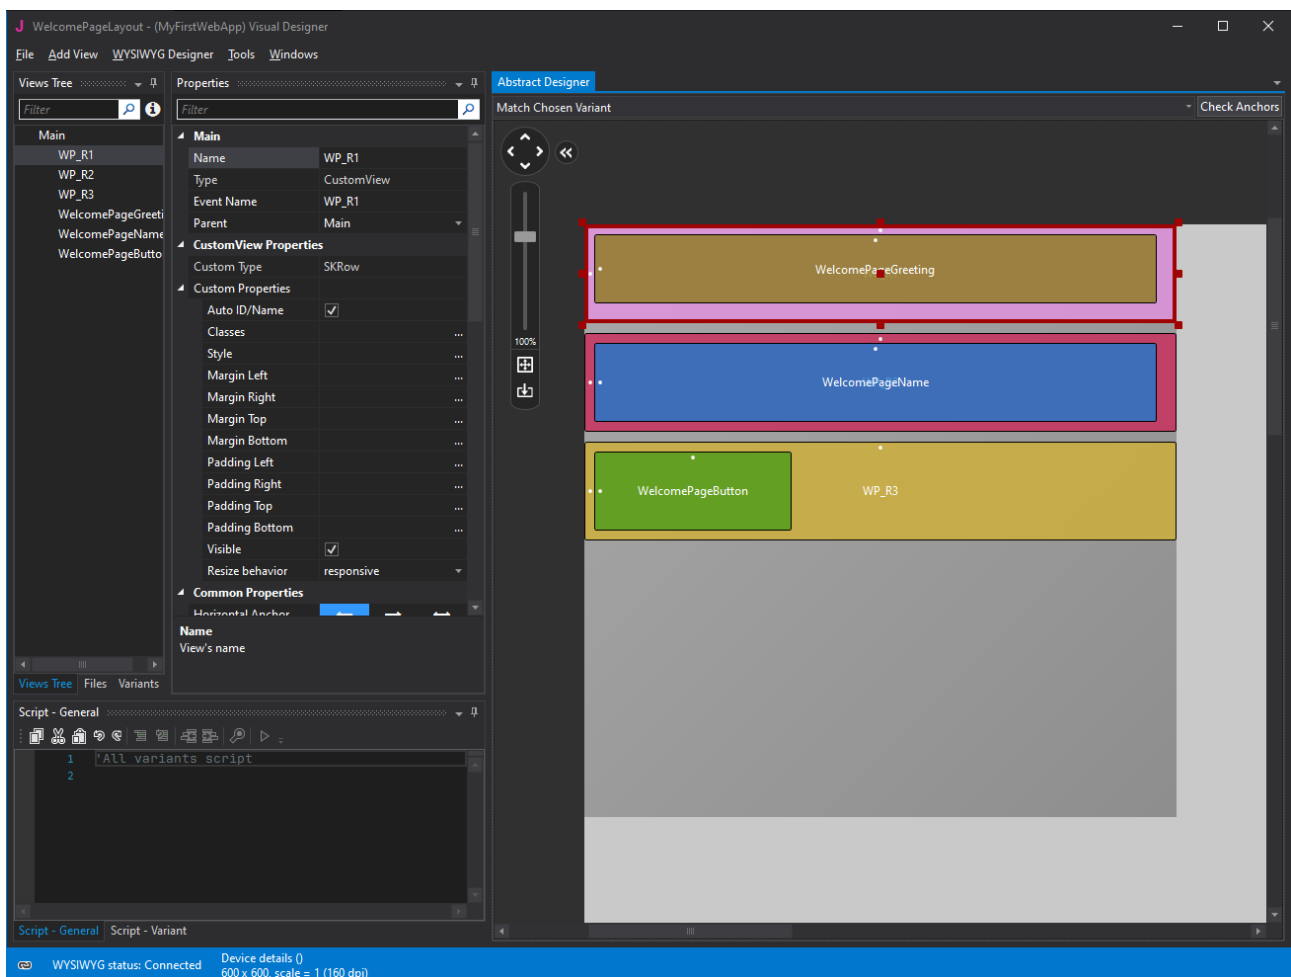 J WelcomePageLayout - (MyFirstWebApp) Visual Designer
File Add View WYSIWYG Designer Tools Windows
Views Tree
Filter
Main
WP_R1
WP_R2
WP_R3
WelcomePageGreeti
WelcomePageName
WelcomePageButto
Views Tree Files Variants
Properties
Filter
Main
Name WP_R1
Type CustomView
Event Name WP_R1
Parent Main
CustomView Properties
Custom Type SKRow
Custom Properties
Auto ID/Name
Classes ...
Style ...
Margin Left ...
Margin Right ...
Margin Top ...
Margin Bottom ...
Padding Left ...
Padding Right ...
Padding Top ...
Padding Bottom ...
Visible
Resize behavior responsive
Common Properties
Horizontal Anchor
Name
View's name
Abstract Designer
Match Chosen Variant Check Anchors
100%
WelcomePageGreeting
WelcomePageName
WelcomePageButton WP_R3
Script - General
1 'All variants script
2
Script - General Script - Variant
WYSIWYG status: Connected
Device details ()
600 x 600, scale = 1 (160 dpi)